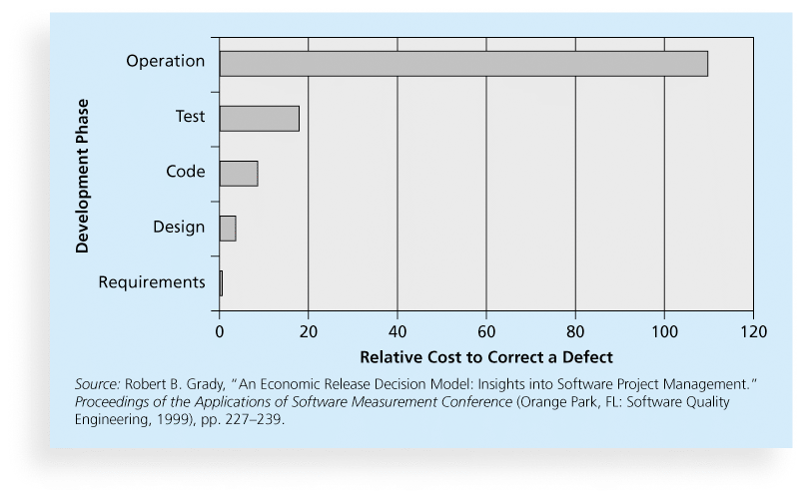 Development Phase
Operation
Test
Code
Design
Requirements
0 20 40 60 80 100 120
Relative Cost to Correct a Defect
Source: Robert B. Grady, “An Economic Release Decision Model: Insights into Software Project Management.”
Proceedings of the Applications of Software Measurement Conference (Orange Park, FL: Software Quality
Engineering, 1999), pp. 227–239.